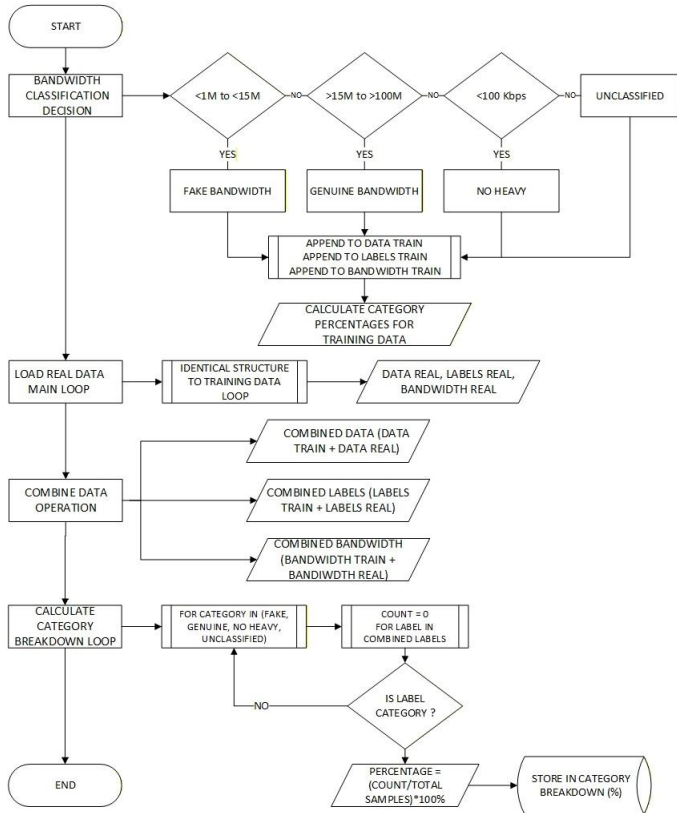 START
BANDWIDTH
CLASSIFICATION
DECISION
<1M to <15M
NO
>15M to >100M
NO
<100 Kbps
NO
UNCLASSIFIED
YES
YES
YES
FAKE BANDWIDTH
GENUINE BANDWIDTH
NO HEAVY
APPEND TO DATA TRAIN
APPEND TO LABELS TRAIN
APPEND TO BANDWIDTH TRAIN
CALCULATE CATEGORY
PERCENTAGES FOR
TRAINING DATA
LOAD REAL DATA
MAIN LOOP
IDENTICAL STRUCTURE
TO TRAINING DATA
LOOP
DATA REAL, LABELS REAL,
BANDWIDTH REAL
COMBINED DATA (DATA
TRAIN + DATA REAL)
COMBINE DATA
OPERATION
COMBINED LABELS (LABELS
TRAIN + LABELS REAL)
COMBINED BANDWIDTH
(BANDWIDTH TRAIN +
BANDIWDTH REAL)
CALCULATE
CATEGORY
BREAKDOWN LOOP
FOR CATEGORY IN (FAKE,
GENUINE, NO HEAVY,
UNCLASSIFIED)
COUNT = 0
FOR LABEL IN
COMBINED LABELS
IS LABEL
CATEGORY ?
NO
YES
END
PERCENTAGE =
(COUNT/TOTAL
SAMPLES)*100%
STORE IN CATEGORY
BREAKDOWN (%)